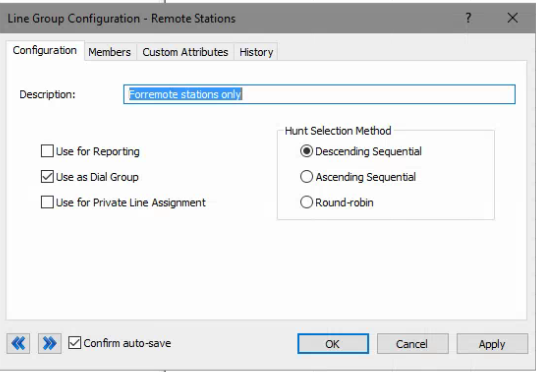 Line Group Configuration - Remote Stations
Configuration Members Custom Attributes History
Description: Forremote stations only
Use for Reporting
Use as Dial Group
Use for Private Line Assignment
Hunt Selection Method
Descending Sequential
Ascending Sequential
Round-robin
Confirm auto-save OK Cancel Apply